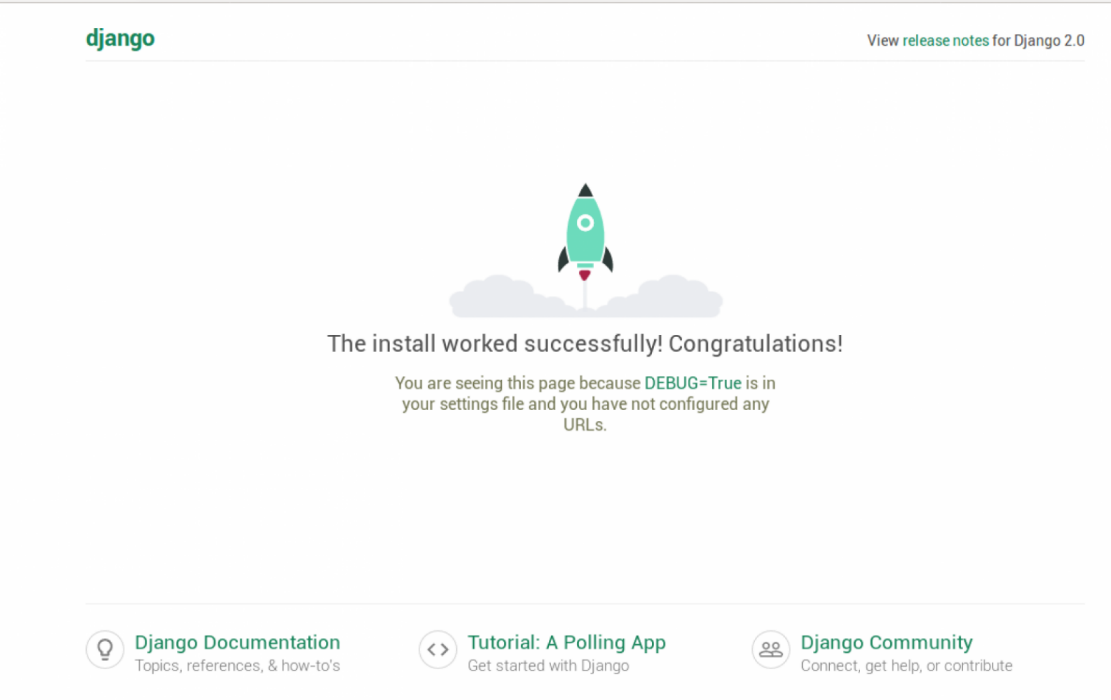 django
View release notes for Django 2.0
The install worked successfully! Congratulations!
You are seeing this page because DEBUG=True is in
your settings file and you have not configured any
URLs.
Django Documentation
Topics, references, & how-to's
Tutorial: A Polling App
Get started with Django
Django Community
Connect, get help, or contribute